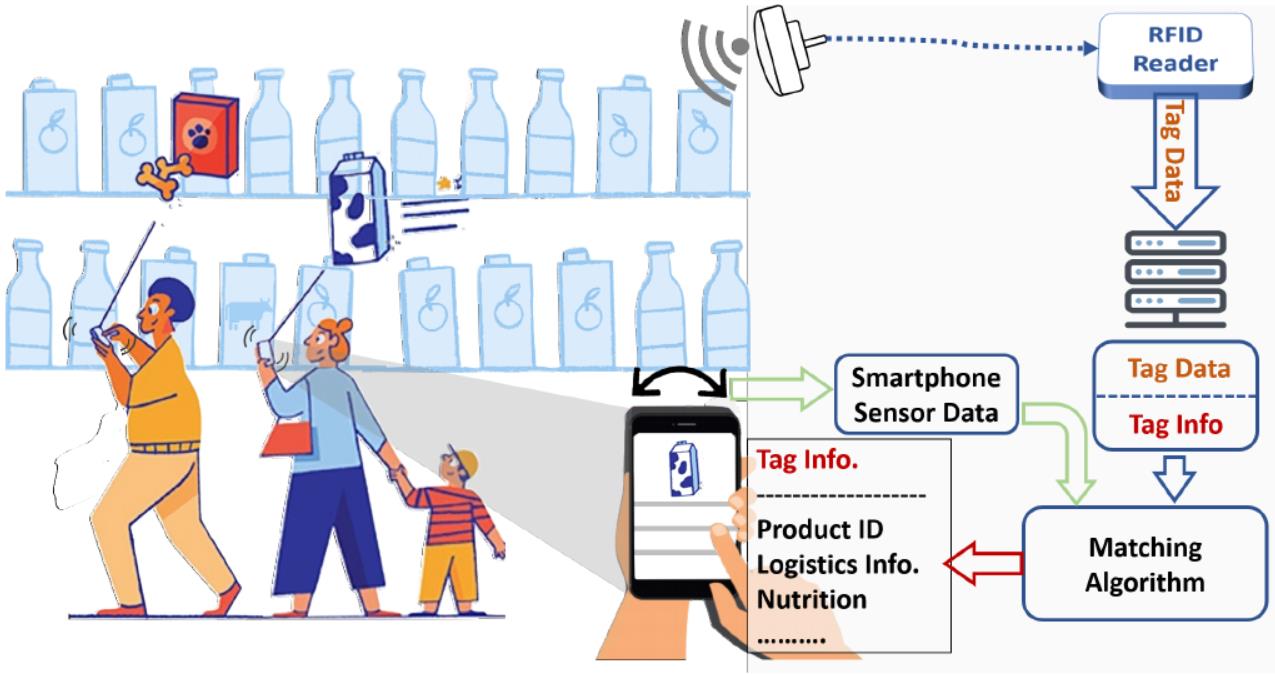 RFID
Reader
Tag Data
Tag Data
Tag Info
Smartphone
Sensor Data
Tag Info.
--------------------
Product ID
Logistics Info.
Nutrition
..........
Matching
Algorithm